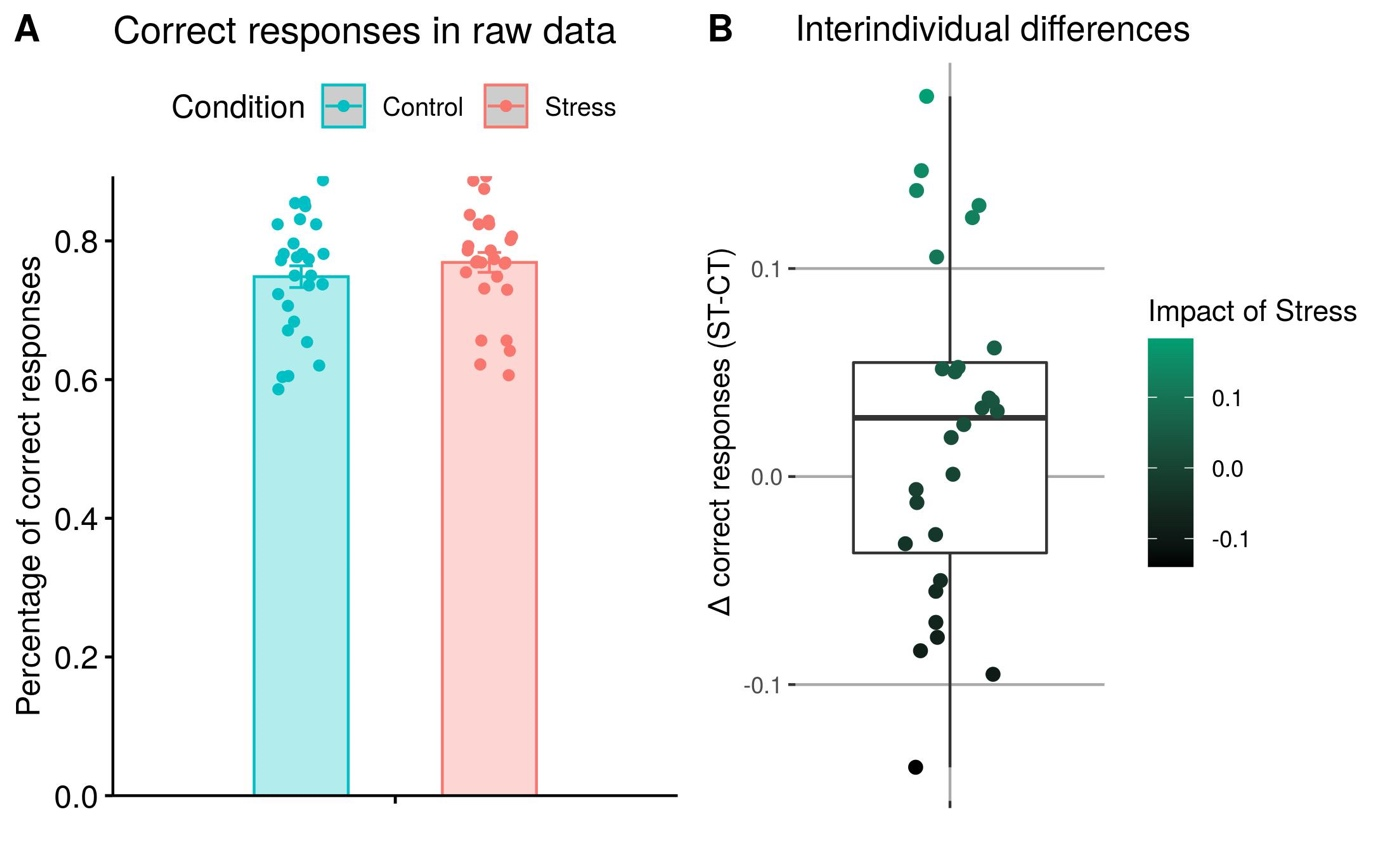 A
Correct responses in raw data
Condition
Control
Stress
Percentage of correct responses
0.8
0.6
0.4
0.2
0.0
B
Interindividual differences
Δ correct responses (ST-CT)
0.1
0.0
-0.1
Impact of Stress
0.1
0.0
-0.1